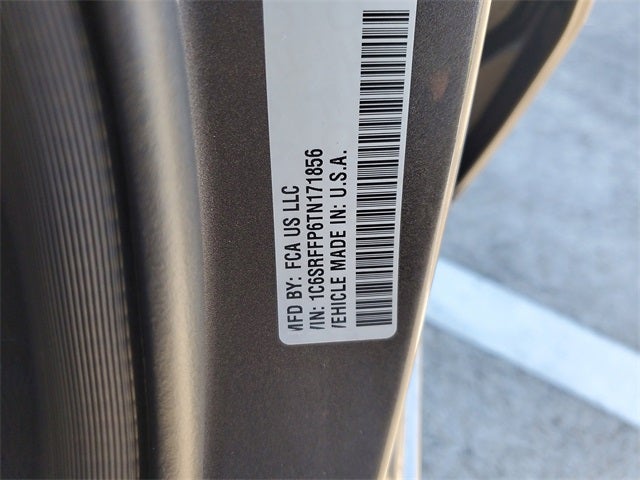 MFD BY: FCA US LLC
VIN: 1C6SRFFP6TN171856
VEHICLE MADE IN: U.S.A.